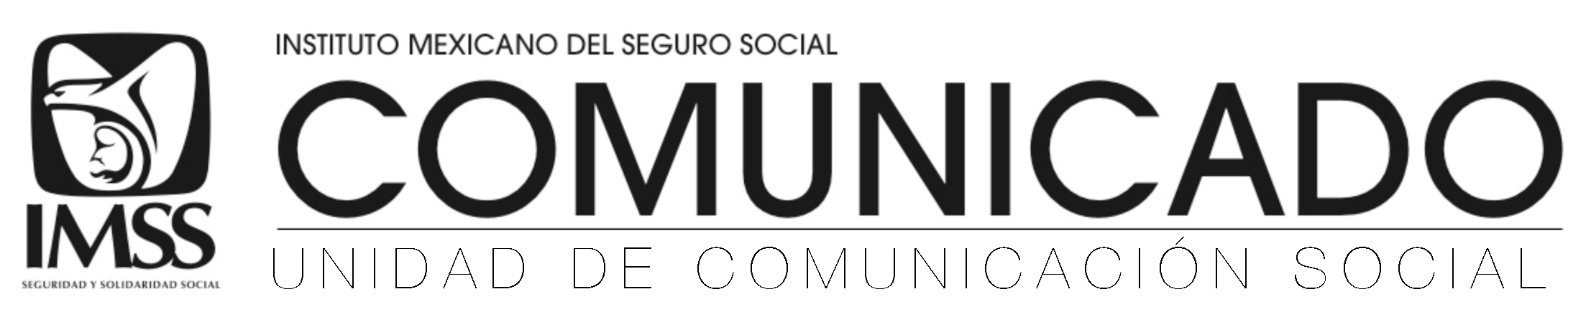 IMSS
SEGURIDAD Y SOLIDARIDAD SOCIAL
INSTITUTO MEXICANO DEL SEGURO SOCIAL
COMUNICADO
UNIDAD DE COMUNICACIÓN SOCIAL